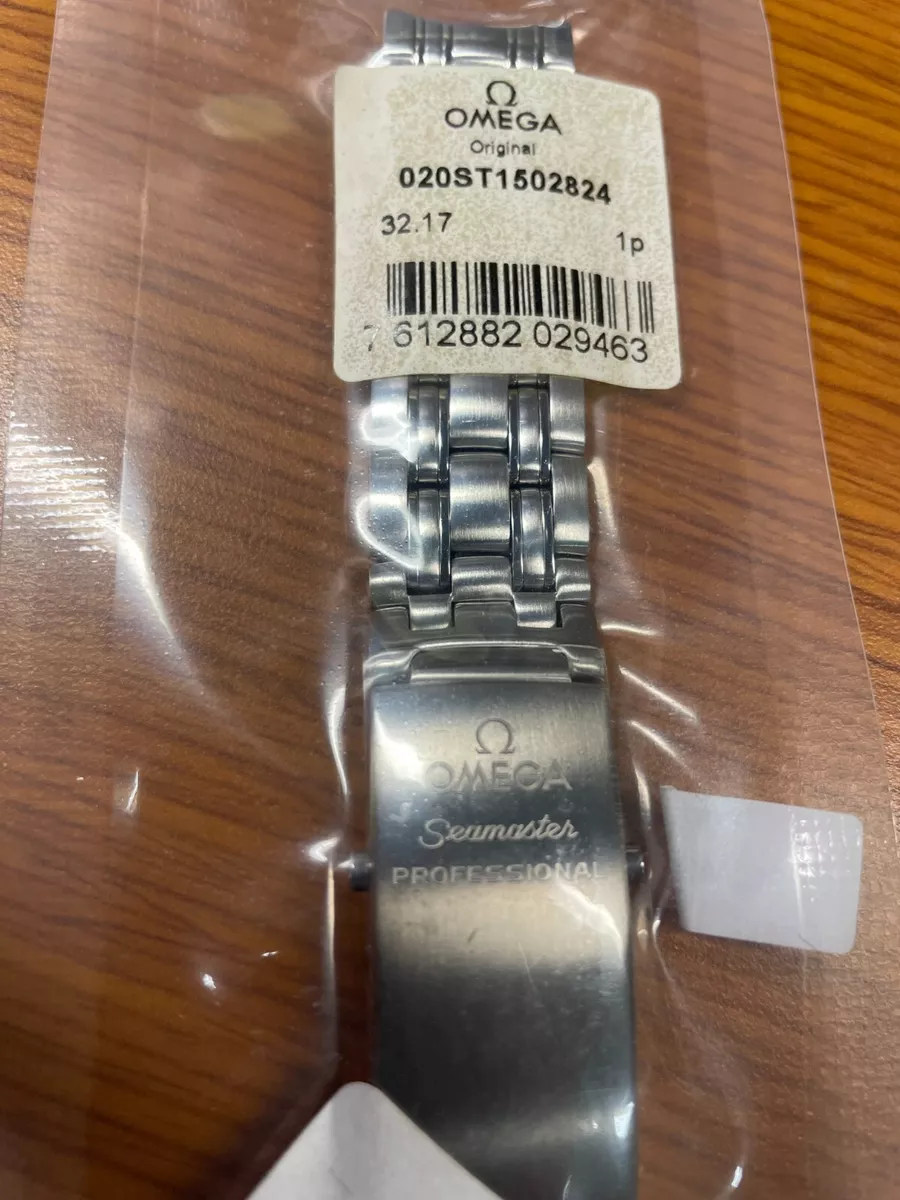 Ω
OMEGA
Original
020ST1502824
32.17
1p
7 612882 029463
Ω
OMEGA
Seamaster
PROFESSIONAL